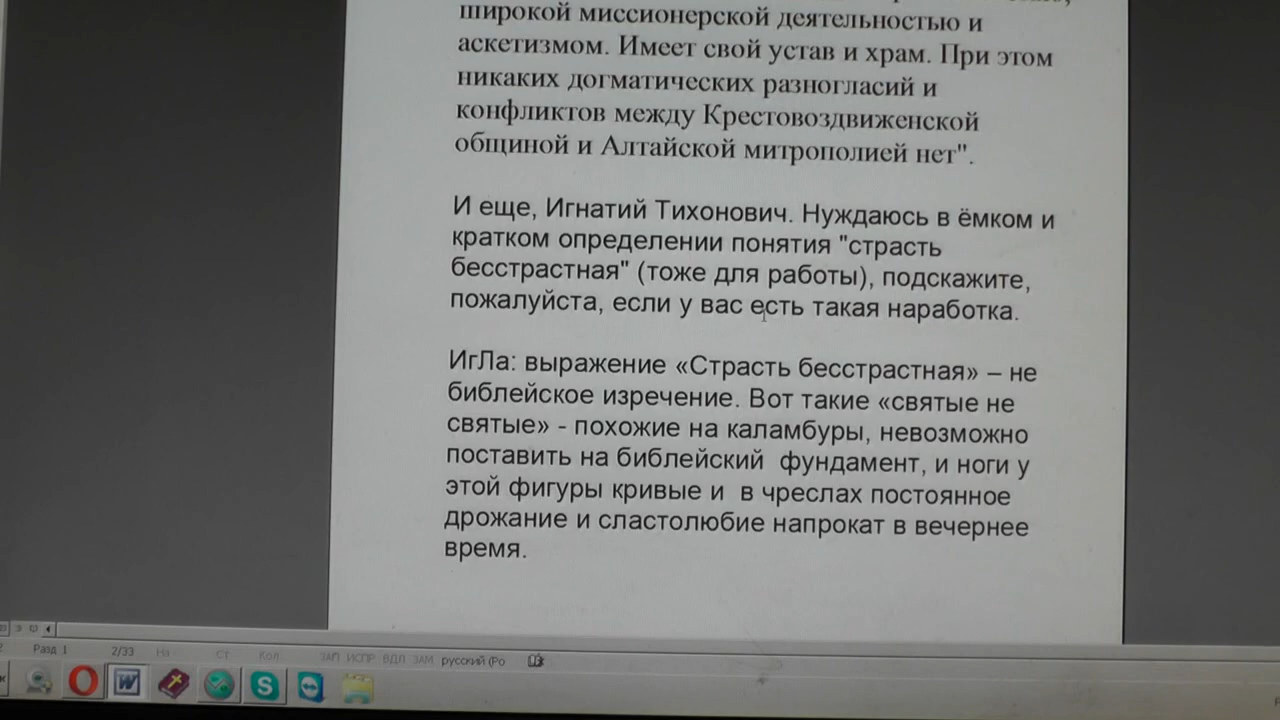 широкой миссионерской деятельностью и
аскетизмом. Имеет свой устав и храм. При этом
никаких догматических разногласий и
конфликтов между Крестовоздвиженской
общиной и Алтайской митрополией нет".
И еще, Игнатий Тихонович. Нуждаюсь в ёмком и
кратком определении понятия "страсть
бесстрастная" (тоже для работы), подскажите,
пожалуйста, если у вас есть такая наработка.
ИгЛа: выражение «Страсть бесстрастная» – не
библейское изречение. Вот такие «святые не
святые» - похожие на каламбуры, невозможно
поставить на библейский фундамент, и ноги у
этой фигуры кривые и в чреслах постоянное
дрожание и сластолюбие напрокат в вечернее
время.
Разд 1 2/33 На Ст Кол ЗАП ИСПР ВДЛ ЗАМ русский (Ро